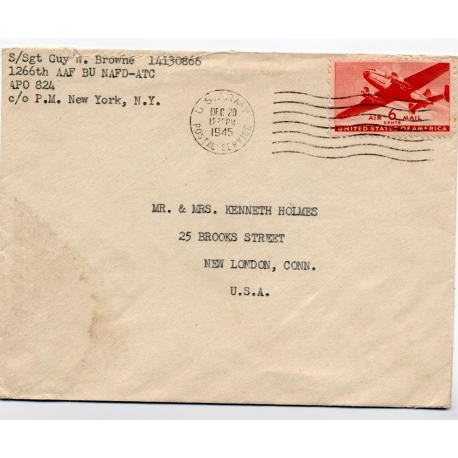 S/Sgt Guy W. Browne 14130866
1266th AAF BU NAFD-ATC
APO 824
c/o P.M. New York, N.Y.
U.S. ARMY
DEC 20
1945
POSTAL SERVICE
AIR 6 MAIL
CENTS
UNITED STATES OF AMERICA
MR. & MRS. KENNETH HOLMES
25 BROOKS STREET
NEW LONDON, CONN.
U.S.A.